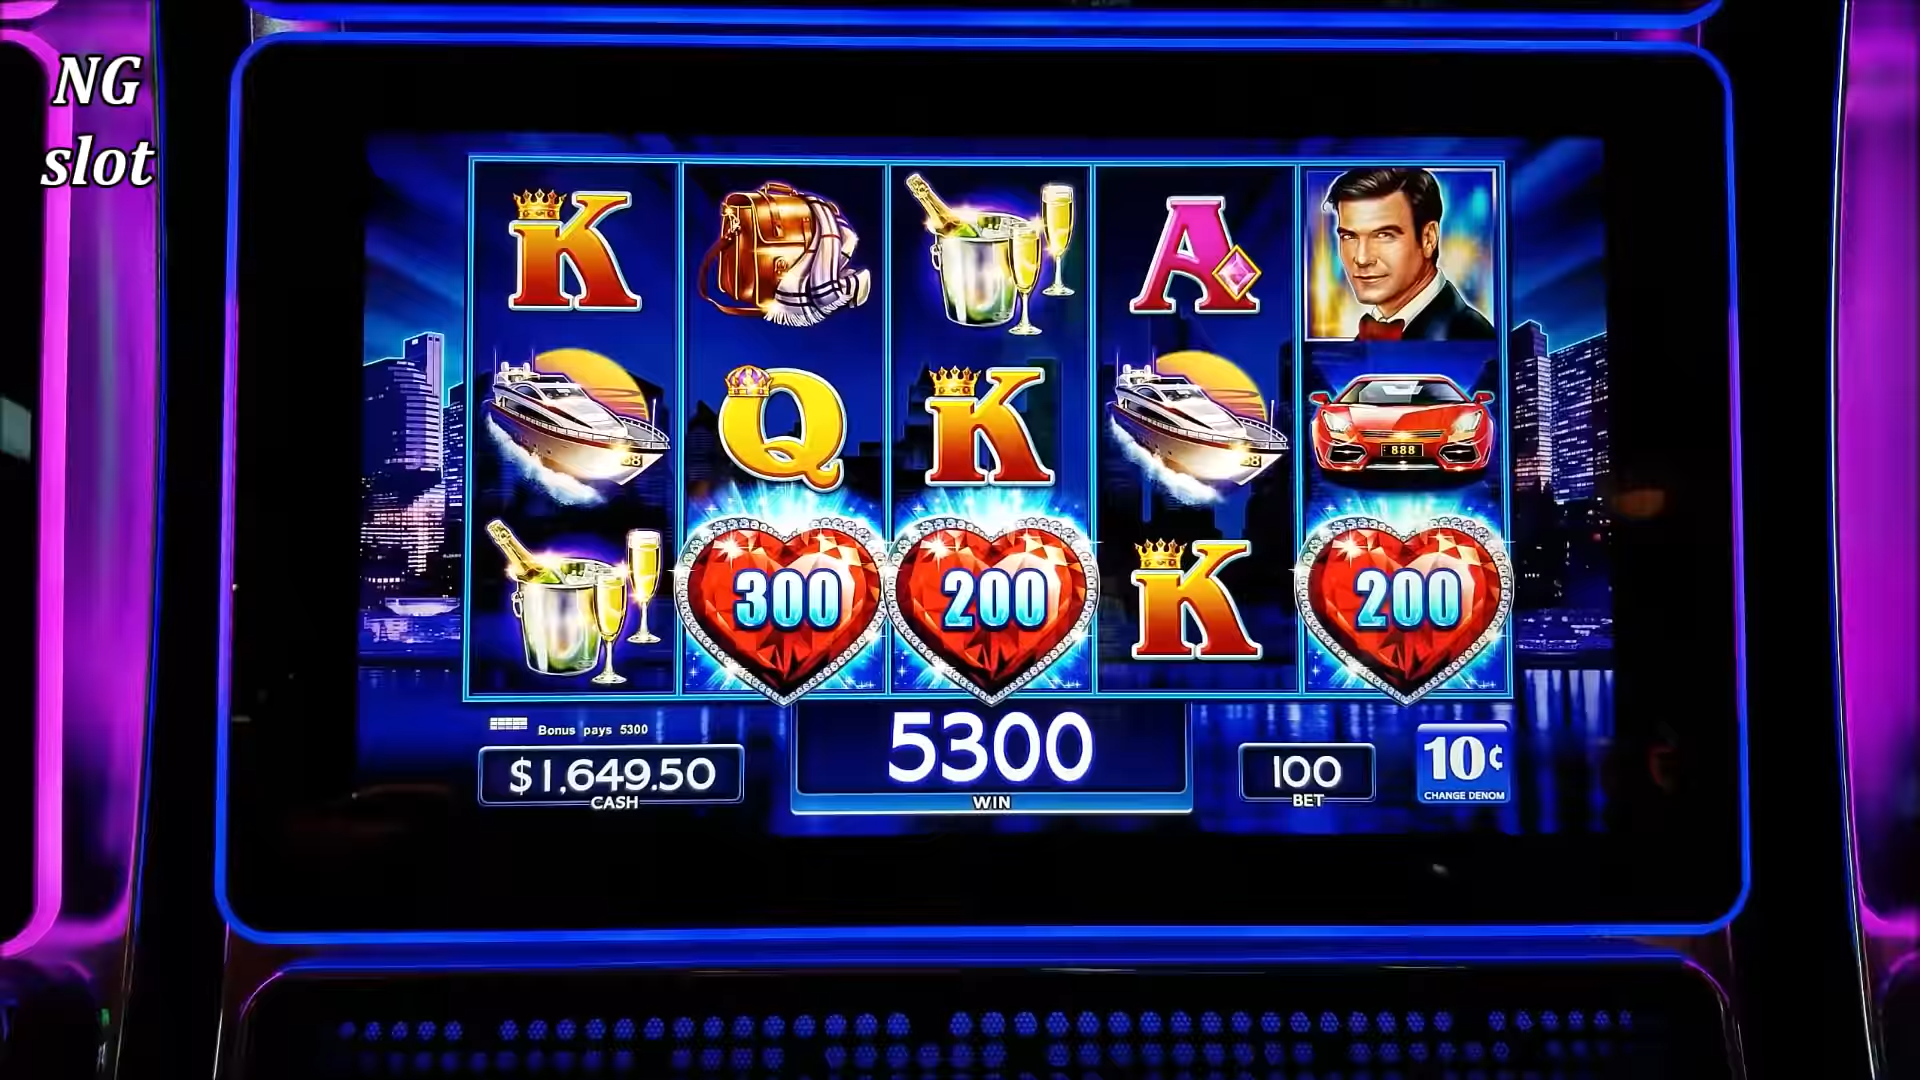 NG
slot
K
A
Q
K
888
300
200
K
200
Bonus pays 5300
5300
$1,649.50
CASH
WIN
100
BET
10¢
CHANGE DENOM